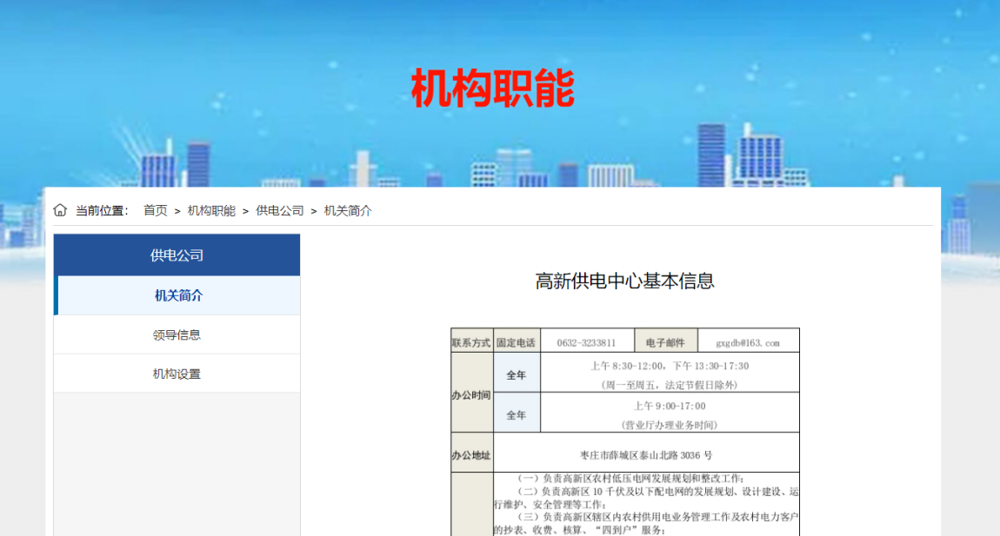 机构职能
当前位置： 首页 > 机构职能 > 供电公司 > 机关简介
供电公司
机关简介
领导信息
机构设置
高新供电中心基本信息
联系方式 固定电话 0632-3233811 电子邮件 gxgdb@163.com
办公时间
全年
上午 8:30-12:00，下午 13:30-17:30
(周一至周五，法定节假日除外)
全年
上午 9:00-17:00
(营业厅办理业务时间)
办公地址 枣庄市薛城区泰山北路 3036 号
（一）负责高新区农村低压电网发展规划和整改工作；
（二）负责高新区 10 千伏及以下配电网的发展规划、设计建设、运
行维护、安全管理等工作；
（三）负责高新区辖区内农村供用电业务管理工作及农村电力客户
的抄表、收费、核算、“四到户”服务；